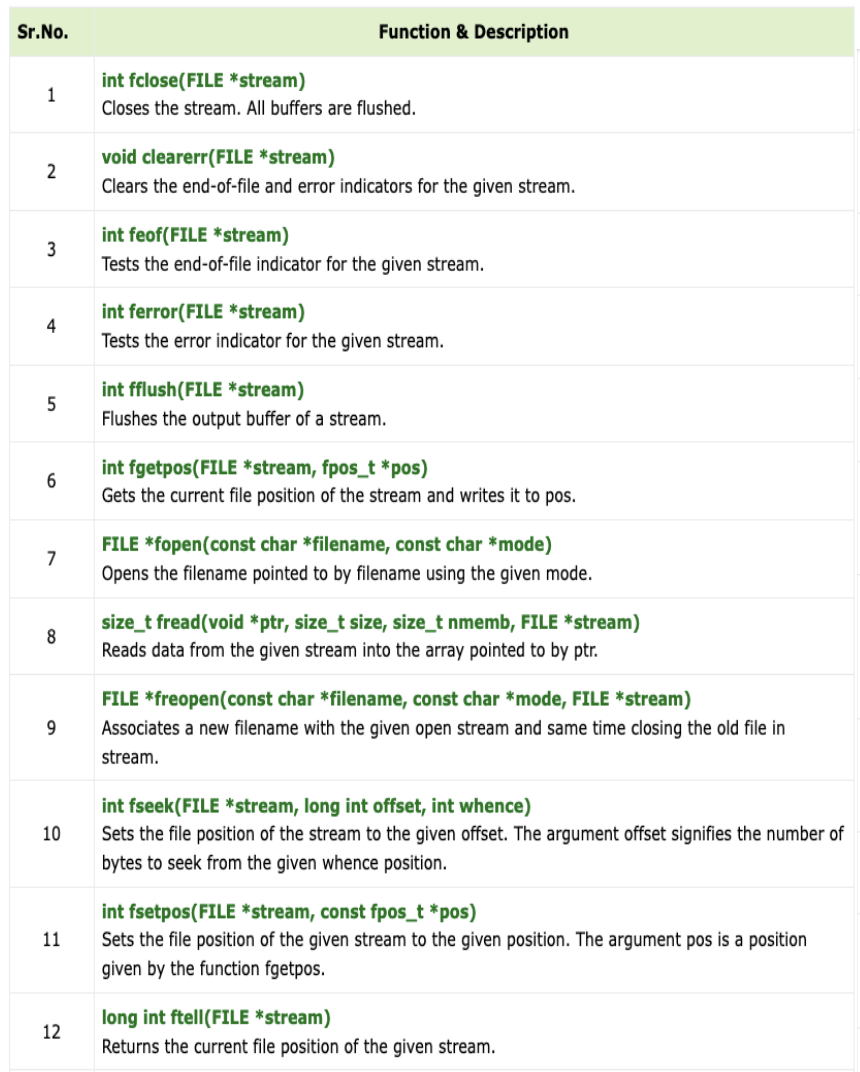 Sr.No. Function & Description
1 int fclose(FILE *stream)
Closes the stream. All buffers are flushed.
2 void clearerr(FILE *stream)
Clears the end-of-file and error indicators for the given stream.
3 int feof(FILE *stream)
Tests the end-of-file indicator for the given stream.
4 int ferror(FILE *stream)
Tests the error indicator for the given stream.
5 int fflush(FILE *stream)
Flushes the output buffer of a stream.
6 int fgetpos(FILE *stream, fpos_t *pos)
Gets the current file position of the stream and writes it to pos.
7 FILE *fopen(const char *filename, const char *mode)
Opens the filename pointed to by filename using the given mode.
8 size_t fread(void *ptr, size_t size, size_t nmemb, FILE *stream)
Reads data from the given stream into the array pointed to by ptr.
9 FILE *freopen(const char *filename, const char *mode, FILE *stream)
Associates a new filename with the given open stream and same time closing the old file in
stream.
10 int fseek(FILE *stream, long int offset, int whence)
Sets the file position of the stream to the given offset. The argument offset signifies the number of
bytes to seek from the given whence position.
11 int fsetpos(FILE *stream, const fpos_t *pos)
Sets the file position of the given stream to the given position. The argument pos is a position
given by the function fgetpos.
12 long int ftell(FILE *stream)
Returns the current file position of the given stream.